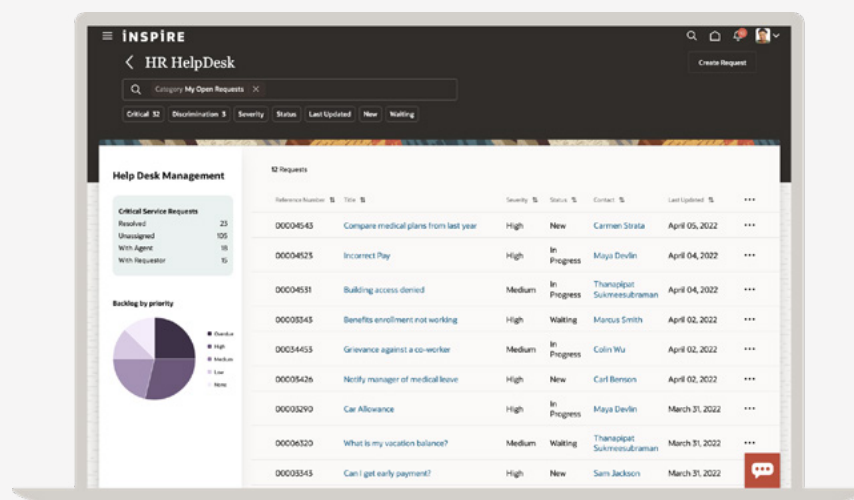 iNSPiRE
HR HelpDesk
Create Request
Category My Open Requests ×
Critical 32 Discrimination 3 Severity Status Last Updated New Waiting
Help Desk Management
Critical Service Requests
Resolved 23
Unassigned 105
With Agent 18
With Requestor 15
Backlog by priority
Overdue
High
Medium
Low
None
12 Requests
Reference Number Title Severity Status Contact Last Updated
00004543 Compare medical plans from last year High New Carmen Strata April 05, 2022
00004523 Incorrect Pay High In Progress Maya Devlin April 04, 2022
00004531 Building access denied Medium In Progress Thanapipat Sukmeesubraman April 04, 2022
00003343 Benefits enrollment not working High Waiting Marcus Smith April 02, 2022
00034453 Grievance against a co-worker Medium In Progress Colin Wu April 02, 2022
00003426 Notify manager of medical leave High New Carl Benson April 02, 2022
00003290 Car Allowance High In Progress Maya Devlin March 31, 2022
00006320 What is my vacation balance? Medium Waiting Thanapipat Sukmeesubraman March 31, 2022
00003343 Can I get early payment? High New Sam Jackson March 31, 2022